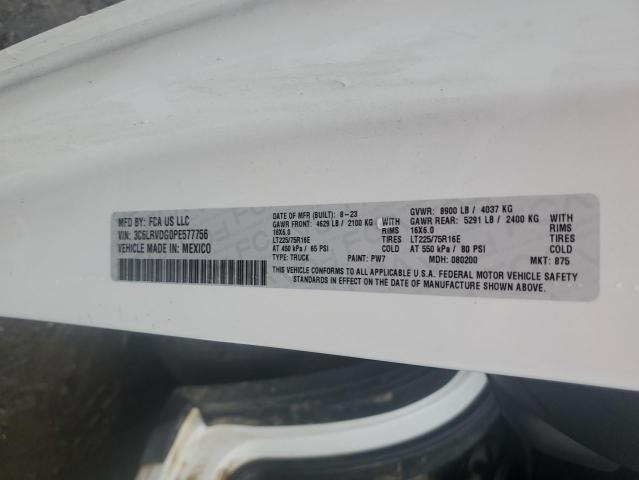 MFD BY: FCA US LLC
VIN: 3C6LRVDG0PE577756
VEHICLE MADE IN: MEXICO
DATE OF MFR (BUILT): 8-23 GVWR: 8900 LB / 4037 KG
GAWR FRONT: 4629 LB / 2100 KG WITH GAWR REAR: 5291 LB / 2400 KG WITH
16X6.0 RIMS 16X6.0 RIMS
LT225/75R16E TIRES LT225/75R16E TIRES
AT 450 kPa / 65 PSI COLD AT 550 kPa / 80 PSI COLD
TYPE: TRUCK PAINT: PW7 MDH: 080200 MKT: 875
THIS VEHICLE CONFORMS TO ALL APPLICABLE U.S.A. FEDERAL MOTOR VEHICLE SAFETY
STANDARDS IN EFFECT ON THE DATE OF MANUFACTURE SHOWN ABOVE.